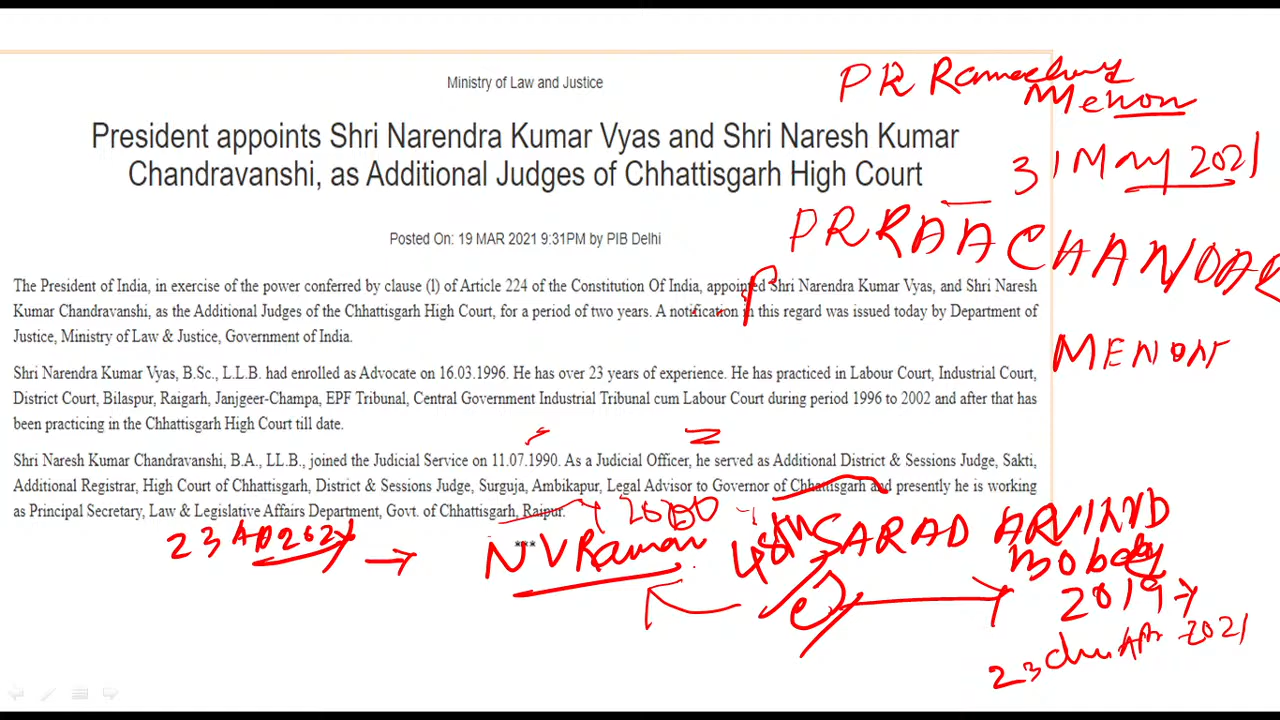 PR Ramachary
Menon
Ministry of Law and Justice
President appoints Shri Narendra Kumar Vyas and Shri Naresh Kumar
Chandravanshi, as Additional Judges of Chhattisgarh High Court
31 May 2021
PR RAA CHANDAR
MENON
Posted On: 19 MAR 2021 9:31PM by PIB Delhi
The President of India, in exercise of the power conferred by clause (l) of Article 224 of the Constitution Of India, appointed Shri Narendra Kumar Vyas, and Shri Naresh
Kumar Chandravanshi, as the Additional Judges of the Chhattisgarh High Court, for a period of two years. A notification in this regard was issued today by Department of
Justice, Ministry of Law & Justice, Government of India.
Shri Narendra Kumar Vyas, B.Sc., L.L.B. had enrolled as Advocate on 16.03.1996. He has over 23 years of experience. He has practiced in Labour Court, Industrial Court,
District Court, Bilaspur, Raigarh, Janjgeer-Champa, EPF Tribunal, Central Government Industrial Tribunal cum Labour Court during period 1996 to 2002 and after that has
been practicing in the Chhattisgarh High Court till date.
Shri Naresh Kumar Chandravanshi, B.A., LL.B., joined the Judicial Service on 11.07.1990. As a Judicial Officer, he served as Additional District & Sessions Judge, Sakti,
Additional Registrar, High Court of Chhattisgarh, District & Sessions Judge, Surguja, Ambikapur, Legal Advisor to Governor of Chhattisgarh and presently he is working
as Principal Secretary, Law & Legislative Affairs Department, Govt. of Chhattisgarh, Raipur.
***
N V Raman
48th SARAD ARVIND
Bobdey
2019
2021